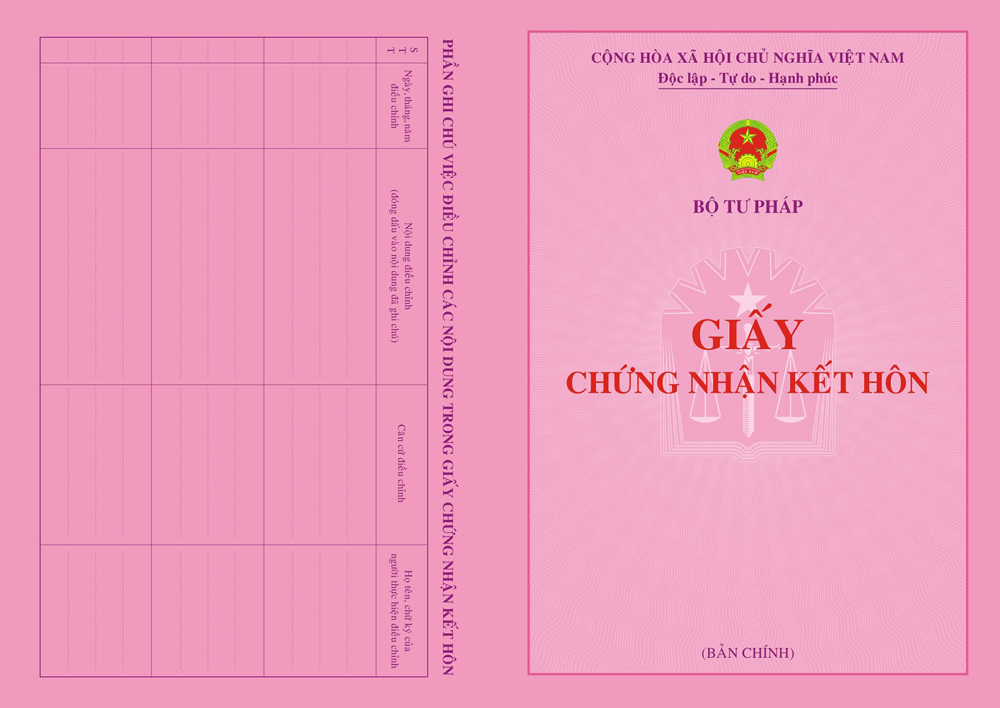 PHẦN GHI CHÚ VIỆC ĐIỀU CHỈNH CÁC NỘI DUNG TRONG GIẤY CHỨNG NHẬN KẾT HÔN
S
T
T
Ngày, tháng, năm
điều chỉnh
Nội dung điều chỉnh
(đóng dấu vào nội dung đã ghi chú)
Căn cứ điều chỉnh
Họ tên, chữ ký của
người thực hiện điều chỉnh
CỘNG HÒA XÃ HỘI CHỦ NGHĨA VIỆT NAM
Độc lập - Tự do - Hạnh phúc
VIỆT NAM
BỘ TƯ PHÁP
GIẤY
CHỨNG NHẬN KẾT HÔN
(BẢN CHÍNH)